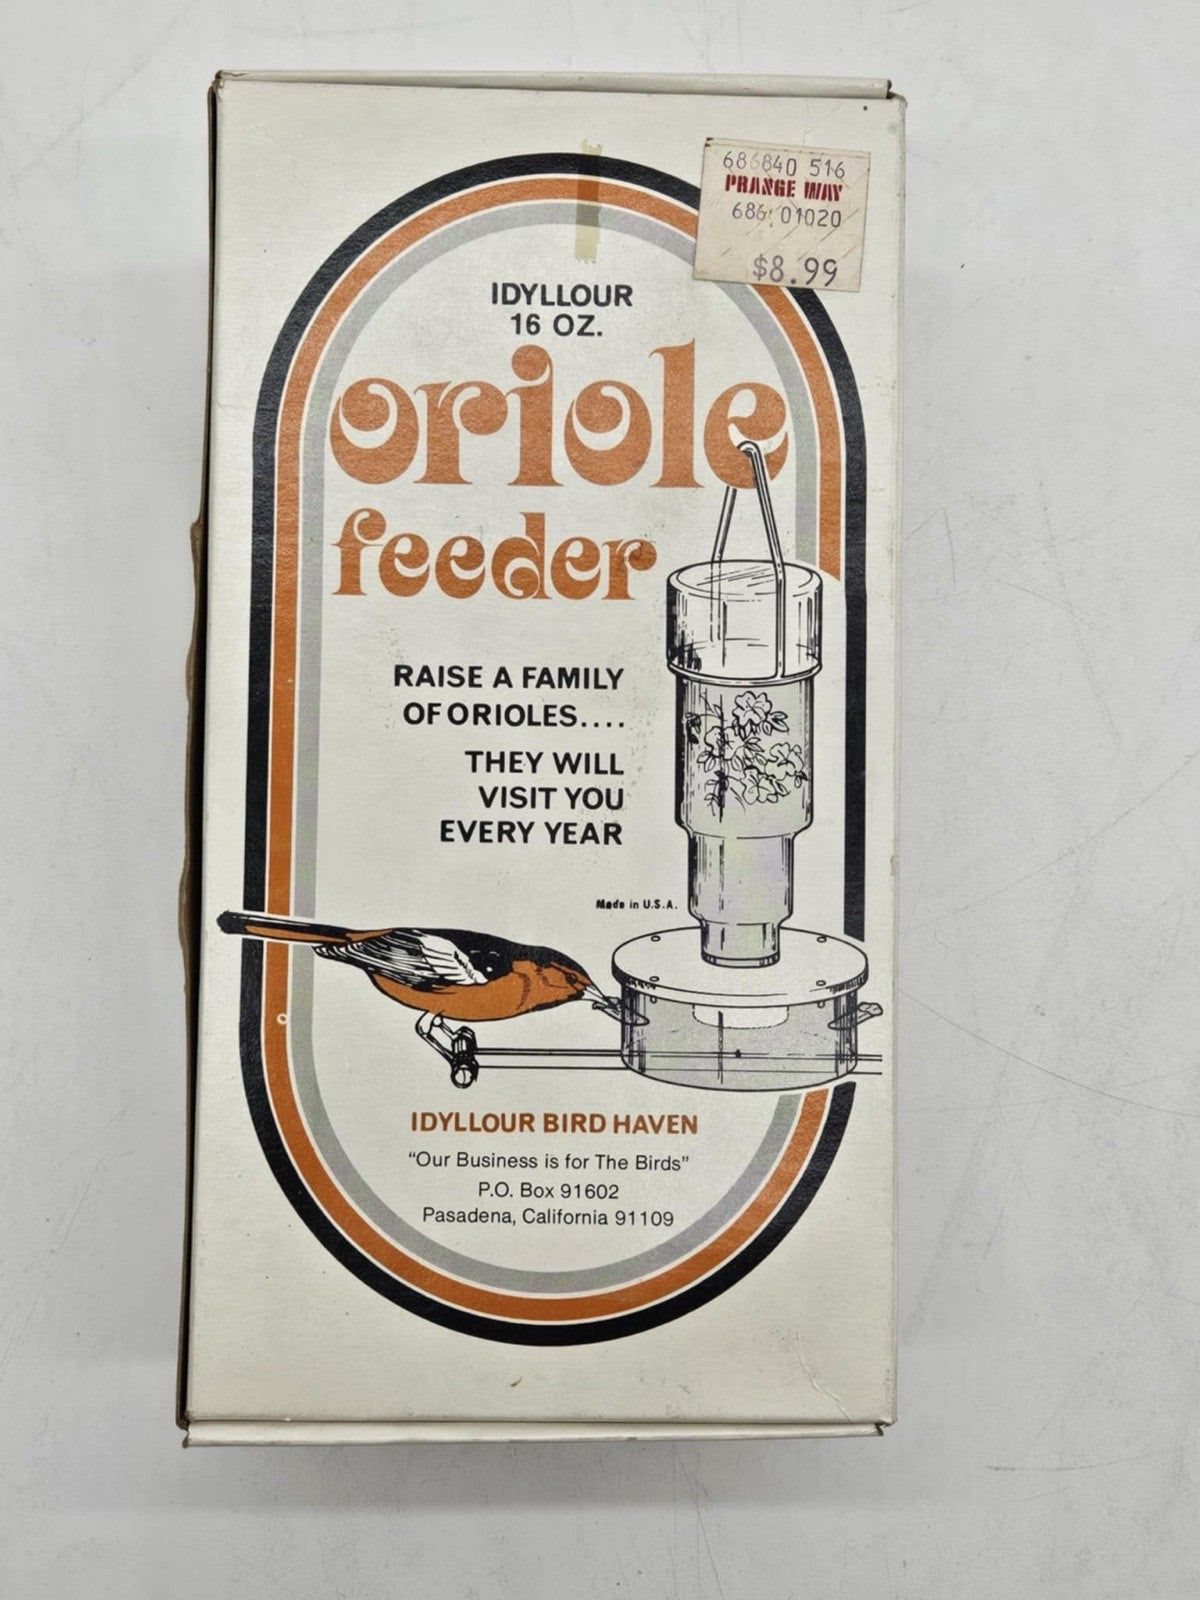 686840 516
PRANGE WAY
686 01020
$8.99
IDYLLOUR
16 OZ.
oriole
feeder
RAISE A FAMILY
OF ORIOLES....
THEY WILL
VISIT YOU
EVERY YEAR
Made in U.S.A.
IDYLLOUR BIRD HAVEN
“Our Business is for The Birds”
P.O. Box 91602
Pasadena, California 91109